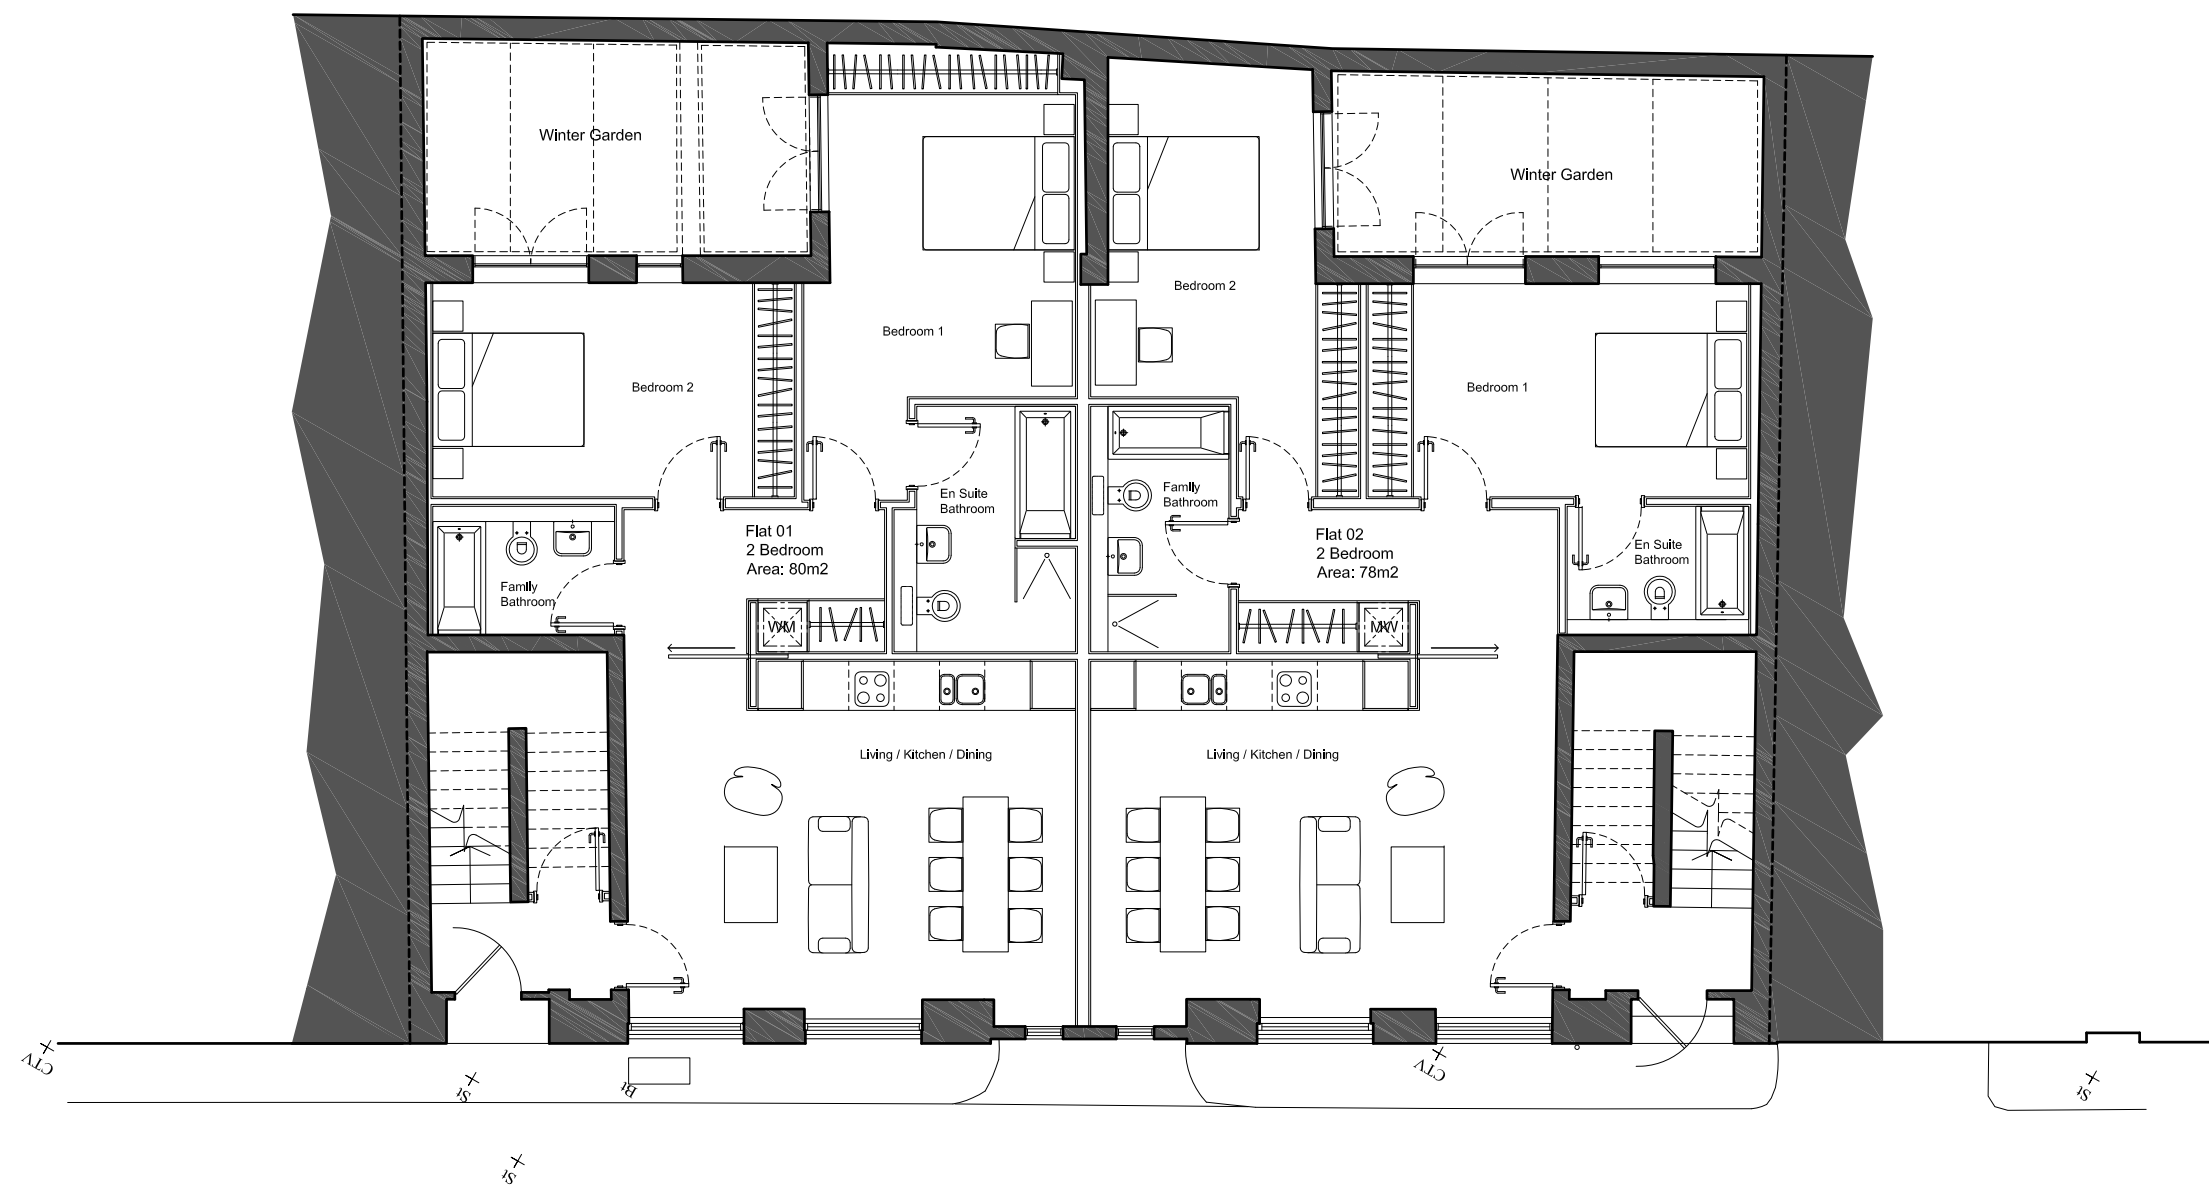 Winter Garden
Winter Garden
Bedroom 2
Bedroom 1
Bedroom 2
Bedroom 1
En Suite
Bathroom
Family
Bathroom
Flat 01
2 Bedroom
Area: 80m2
Flat 02
2 Bedroom
Area: 78m2
En Suite
Bathroom
Family
Bathroom
WM
WM
Living / Kitchen / Dining
Living / Kitchen / Dining
CTV
St
Bt
CTV
St
St